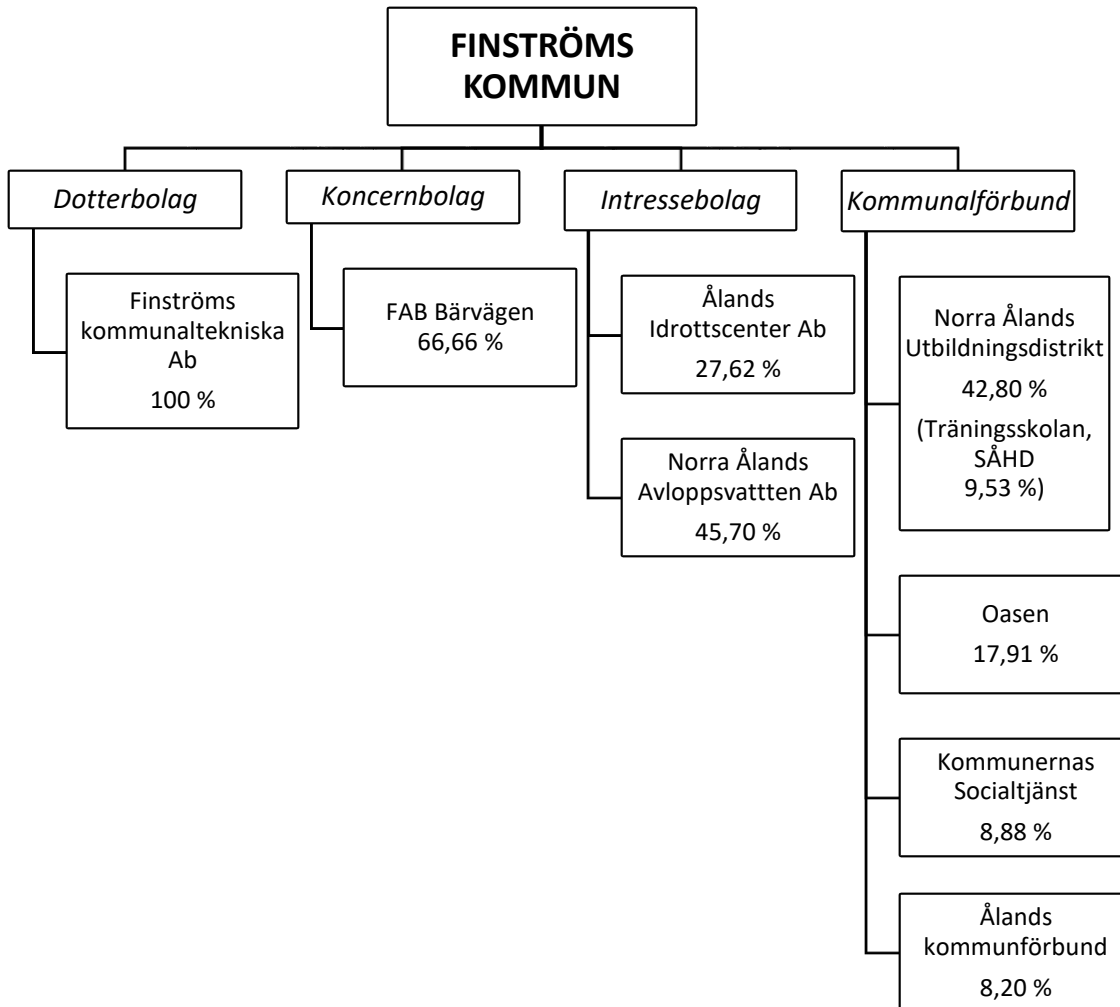 FINSTRÖMS
KOMMUN
Dotterbolag
Finströms
kommunaltekniska
Ab
100 %
Koncernbolag
FAB Bärvägen
66,66 %
Intressebolag
Ålands
Idrottscenter Ab
27,62 %
Norra Ålands
Avloppsvattten Ab
45,70 %
Kommunalförbund
Norra Ålands
Utbildningsdistrikt
42,80 %
(Träningsskolan,
SÅHD
9,53 %)
Oasen
17,91 %
Kommunernas
Socialtjänst
8,88 %
Ålands
kommunförbund
8,20 %